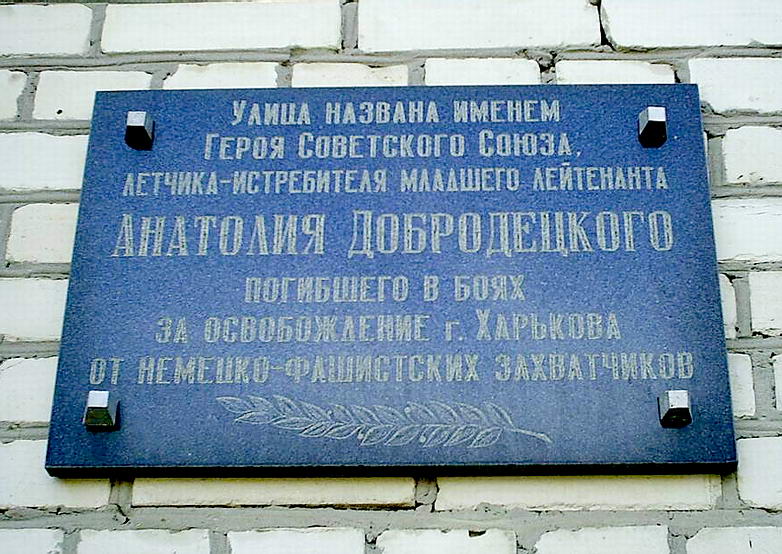 Улица названа именем
Героя Советского Союза,
летчика-истребителя младшего лейтенанта
Анатолия Добродецкого
погибшего в боях
за освобождение г. Харькова
от немецко-фашистских захватчиков